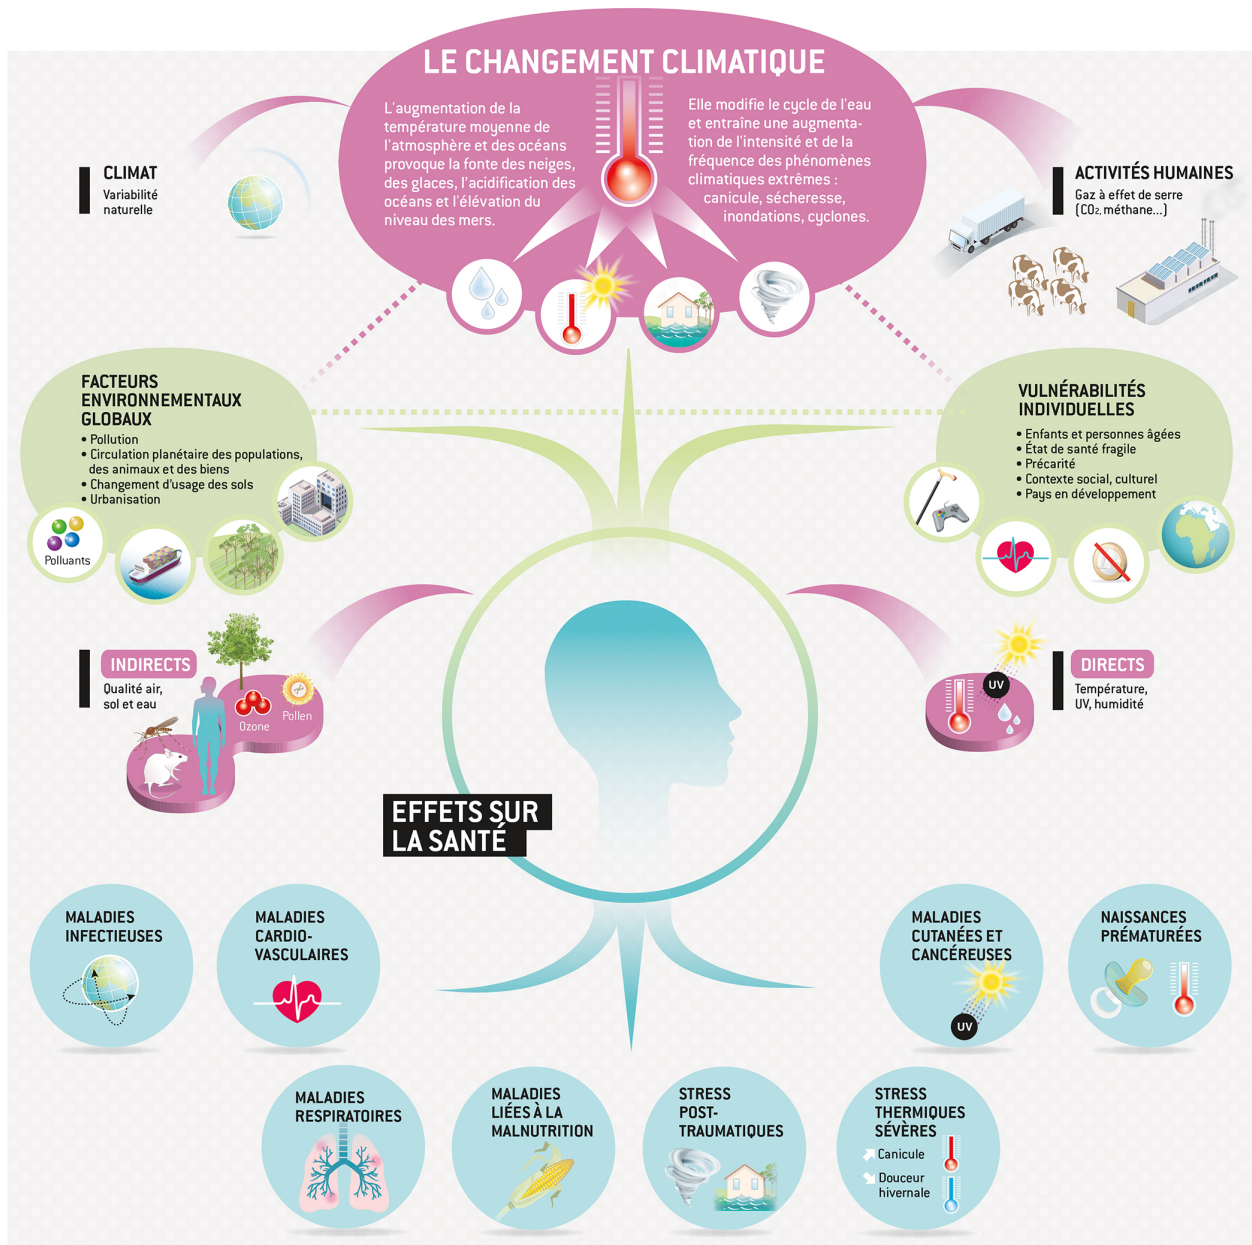 LE CHANGEMENT CLIMATIQUE
L'augmentation de la
température moyenne de
l'atmosphère et des océans
provoque la fonte des neiges,
des glaces, l'acidification des
océans et l'élévation du
niveau des mers.
Elle modifie le cycle de l'eau
et entraîne une augmenta-
tion de l'intensité et de la
fréquence des phénomènes
climatiques extrêmes :
canicule, sécheresse,
inondations, cyclones.
CLIMAT
Variabilité
naturelle
ACTIVITÉS HUMAINES
Gaz à effet de serre
(CO2, méthane...)
FACTEURS
ENVIRONNEMENTAUX
GLOBAUX
• Pollution
• Circulation planétaire des populations,
des animaux et des biens
• Changement d'usage des sols
• Urbanisation
Polluants
VULNÉRABILITÉS
INDIVIDUELLES
• Enfants et personnes âgées
• État de santé fragile
• Précarité
• Contexte social, culturel
• Pays en développement
INDIRECTS
Qualité air,
sol et eau
Ozone
Pollen
DIRECTS
Température,
UV, humidité
UV
EFFETS SUR
LA SANTÉ
MALADIES
INFECTIEUSES
MALADIES
CARDIO-
VASCULAIRES
MALADIES
CUTANÉES ET
CANCÉREUSES
UV
NAISSANCES
PRÉMATURÉES
MALADIES
RESPIRATOIRES
MALADIES
LIÉES À LA
MALNUTRITION
STRESS
POST-
TRAUMATIQUES
STRESS
THERMIQUES
SÉVÈRES
Canicule
Douceur
hivernale